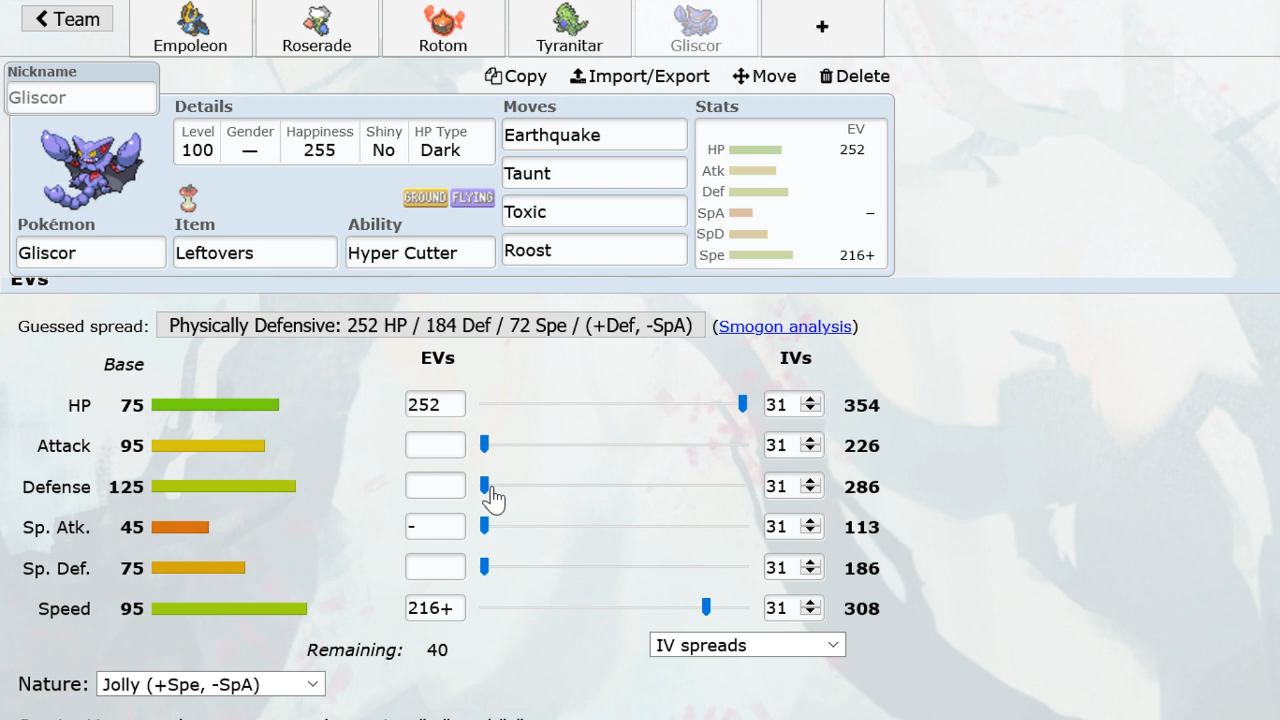 Team
Empoleon
Roserade
Rotom
Tyranitar
Gliscor
+
Nickname
Gliscor
Copy
Import/Export
Move
Delete
Details
Moves
Stats
Level
Gender
Happiness
Shiny
HP Type
100
—
255
No
Dark
GROUND FLYING
Pokémon
Item
Ability
Gliscor
Leftovers
Hyper Cutter
Earthquake
Taunt
Toxic
Roost
EV
HP 252
Atk
Def
SpA –
SpD
Spe 216+
EVs
Guessed spread: Physically Defensive: 252 HP / 184 Def / 72 Spe / (+Def, -SpA) (Smogon analysis)
Base EVs IVs
HP 75 252 31 354
Attack 95 31 226
Defense 125 31 286
Sp. Atk. 45 - 31 113
Sp. Def. 75 31 186
Speed 95 216+ 31 308
Remaining: 40 IV spreads
Nature: Jolly (+Spe, -SpA)